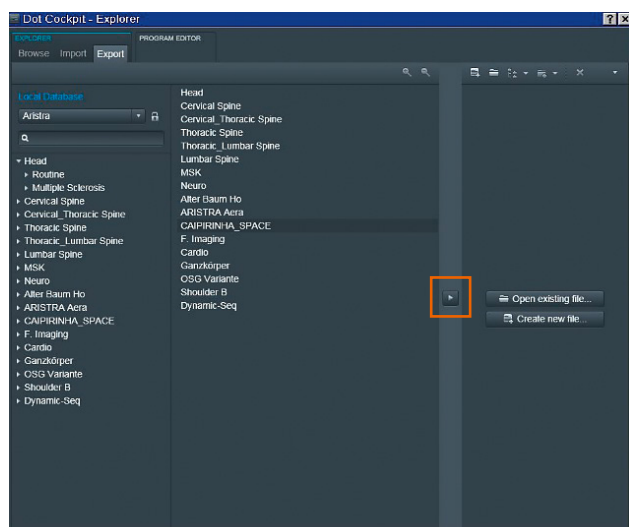 Dot Cockpit - Explorer
EXPLORER
PROGRAM EDITOR
Browse Import Export
Local Database
Aristra
Head
Routine
Multiple Sclerosis
Cervical Spine
Cervical_Thoracic Spine
Thoracic Spine
Thoracic_Lumbar Spine
Lumbar Spine
MSK
Neuro
Alter Baum Ho
ARISTRA Aera
CAIPIRINHA_SPACE
F. Imaging
Cardio
Ganzkörper
OSG Variante
Shoulder B
Dynamic-Seq
Head
Cervical Spine
Cervical_Thoracic Spine
Thoracic Spine
Thoracic_Lumbar Spine
Lumbar Spine
MSK
Neuro
Alter Baum Ho
ARISTRA Aera
CAIPIRINHA_SPACE
F. Imaging
Cardio
Ganzkörper
OSG Variante
Shoulder B
Dynamic-Seq
Open existing file...
Create new file...